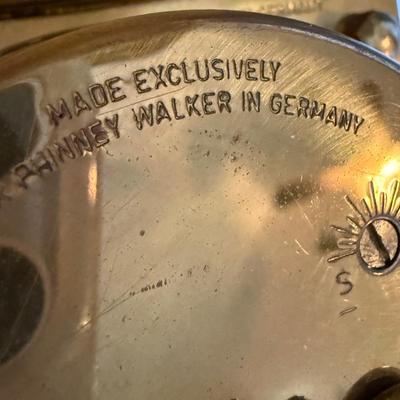 MADE EXCLUSIVELY
PHINNEY WALKER IN GERMANY
S